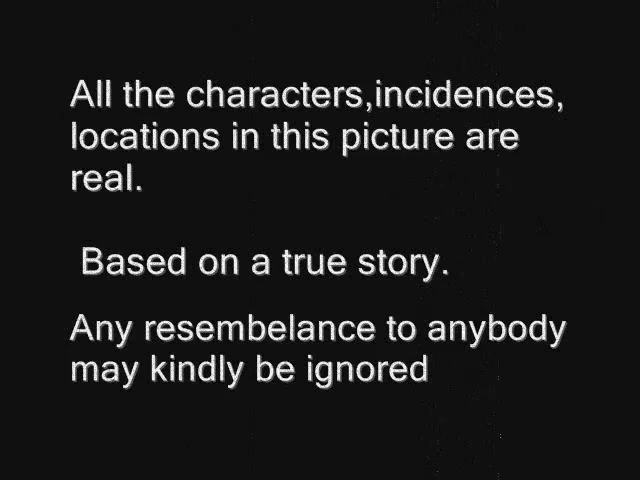 All the characters,incidences,
locations in this picture are
real.
Based on a true story.
Any resembelance to anybody
may kindly be ignored